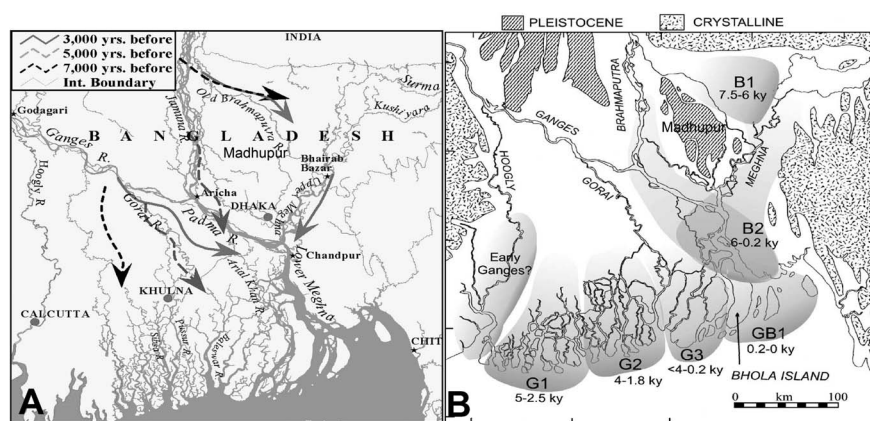 3,000 yrs. before
5,000 yrs. before
7,000 yrs. before
Int. Boundary
INDIA
Godagari
Jamuna R.
Old Brahmaputra R.
Surma
Kushiyara
BANGLADESH
Ganges R.
Madhupur
Bhairab
Bazar
Hoogly R.
Aricha
DHAKA
Uppe Meghna
Gorai R.
Padma R.
Chandpur
Arial Khan R.
Lower Meghna
KHULNA
CALCUTTA
Baleswar R.
CHIT
A
PLEISTOCENE
CRYSTALLINE
B1
7.5-6 ky
BRAHMAPUTRA
GANGES
Madhupur
MEGHNA
HOOGLY
GORAI
B2
6-0.2 ky
Early
Ganges?
GB1
0.2-0 ky
G3
<4-0.2 ky
G2
4-1.8 ky
G1
5-2.5 ky
BHOLA ISLAND
0 km 100
B